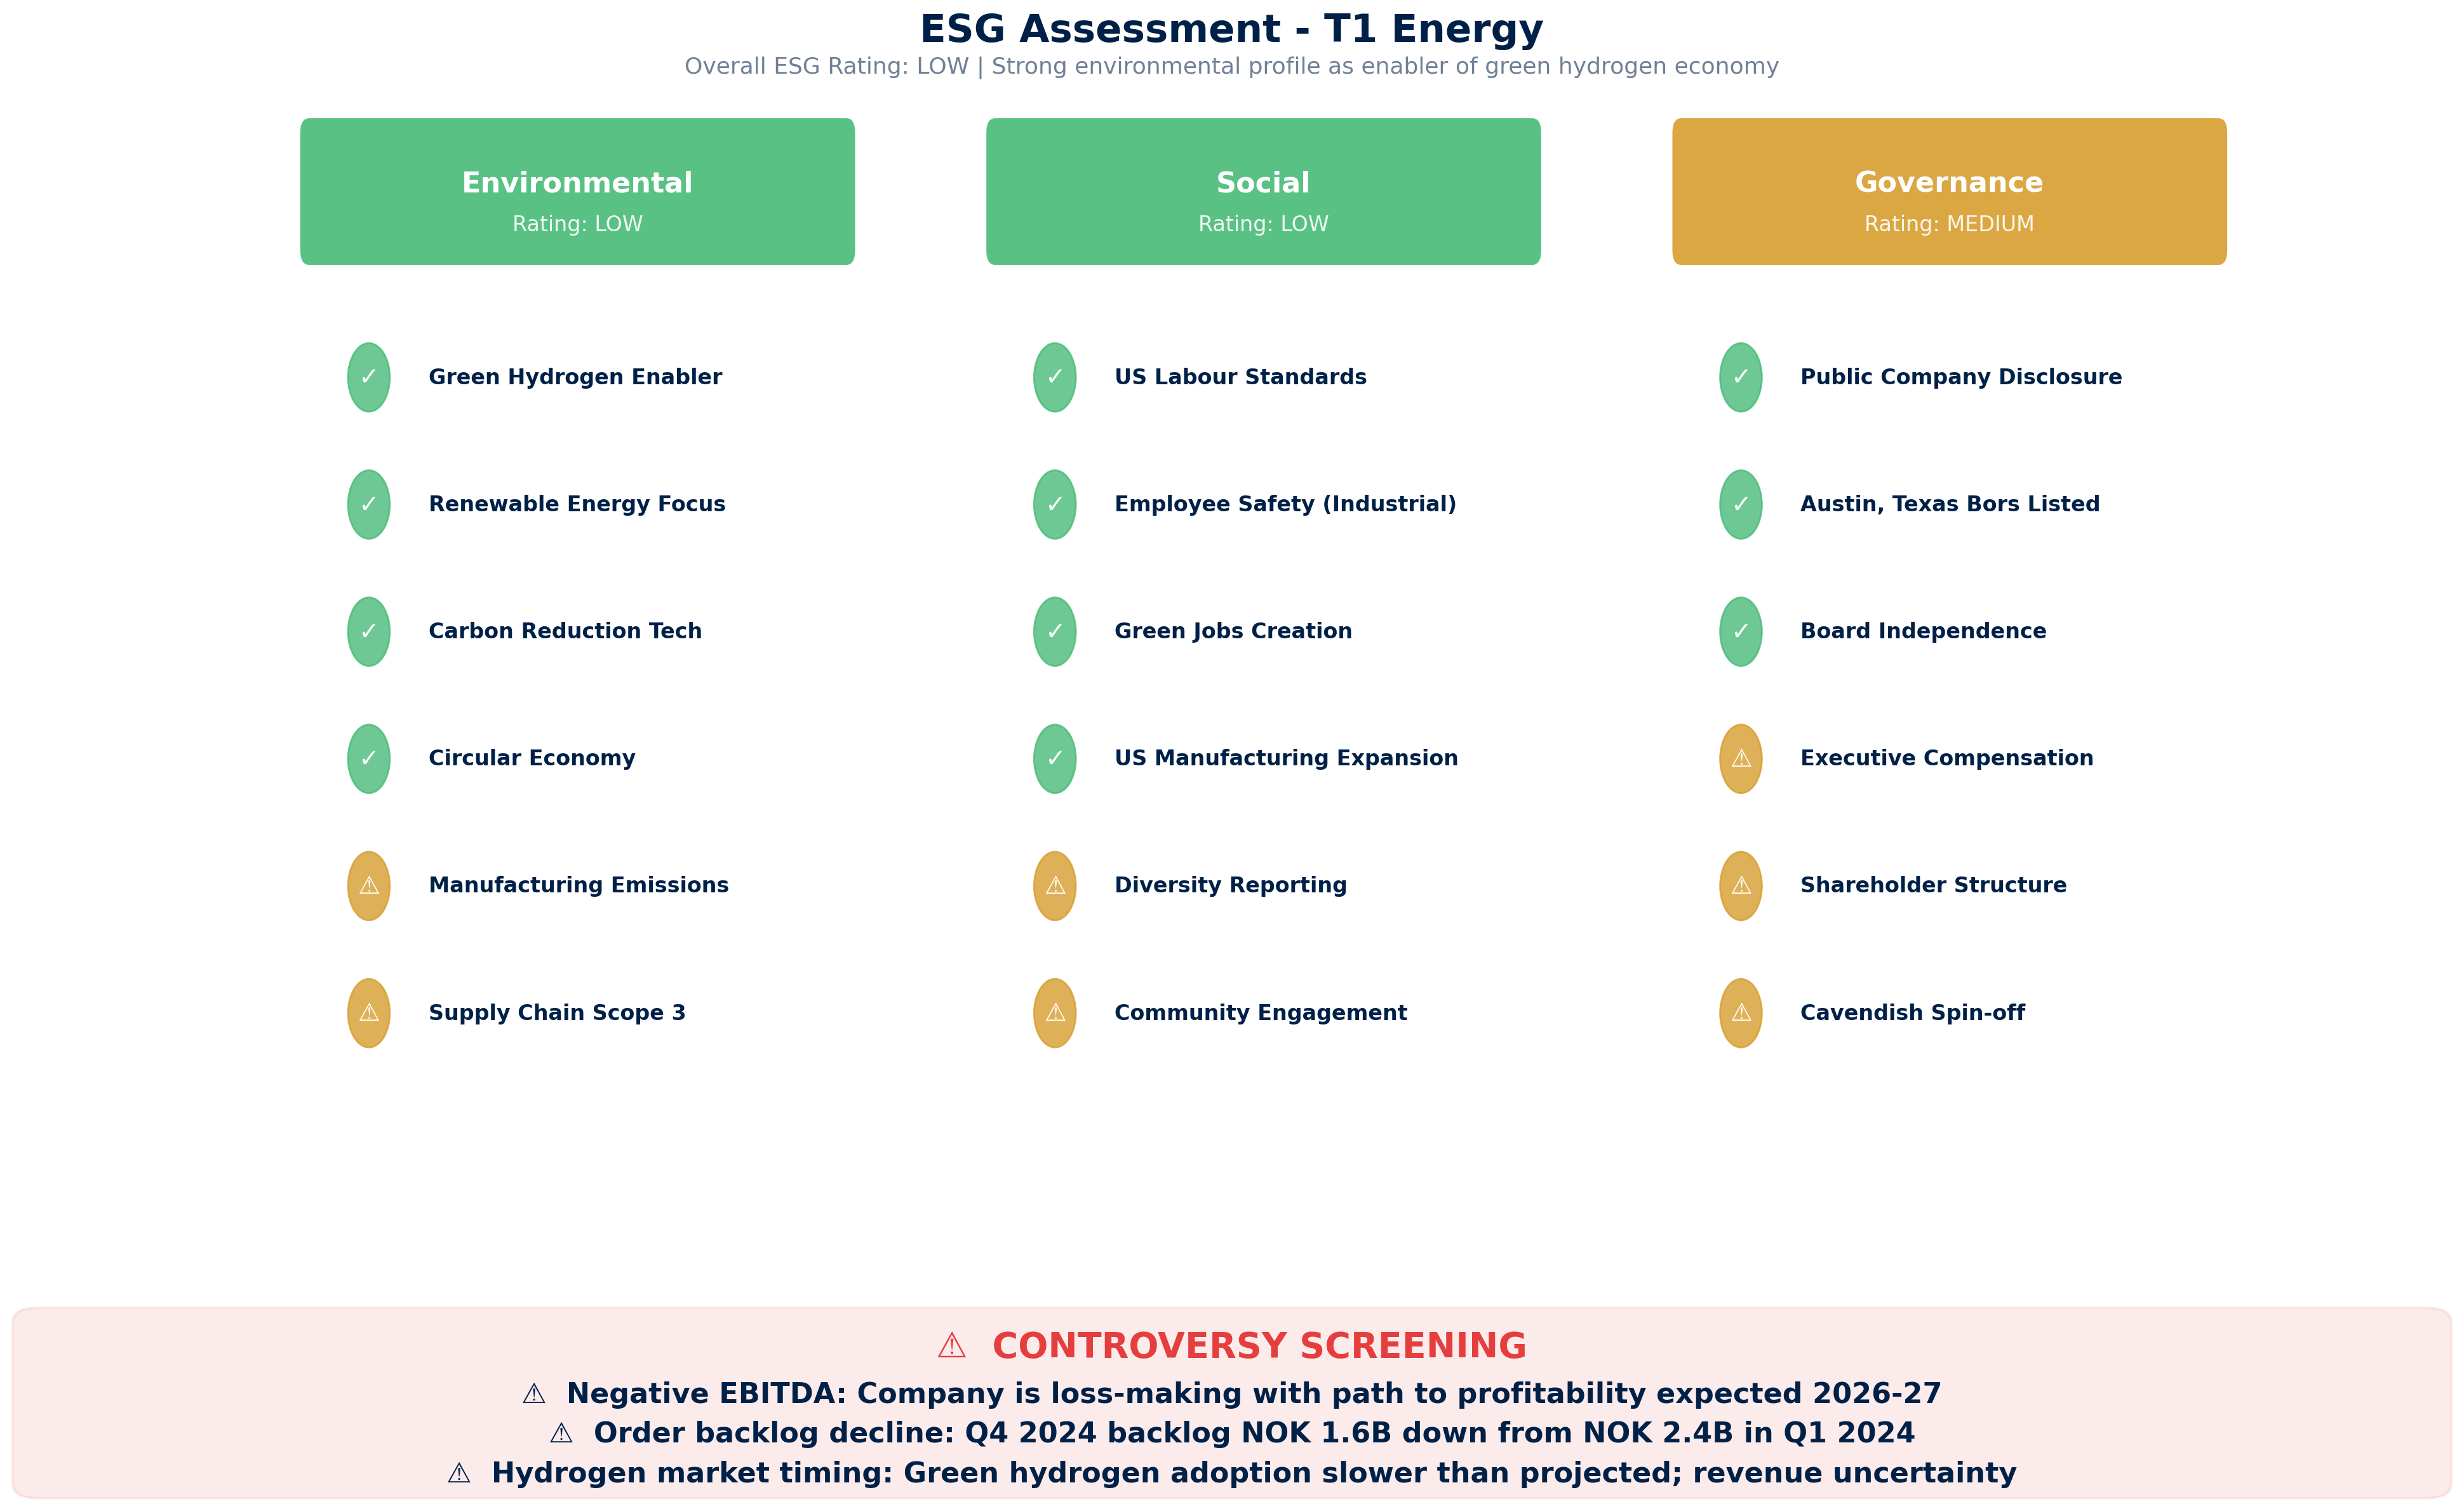 ESG Assessment - T1 Energy
Overall ESG Rating: LOW | Strong environmental profile as enabler of green hydrogen economy
Environmental
Rating: LOW
✓ Green Hydrogen Enabler
✓ Renewable Energy Focus
✓ Carbon Reduction Tech
✓ Circular Economy
⚠ Manufacturing Emissions
⚠ Supply Chain Scope 3
Social
Rating: LOW
✓ US Labour Standards
✓ Employee Safety (Industrial)
✓ Green Jobs Creation
✓ US Manufacturing Expansion
⚠ Diversity Reporting
⚠ Community Engagement
Governance
Rating: MEDIUM
✓ Public Company Disclosure
✓ Austin, Texas Bors Listed
✓ Board Independence
⚠ Executive Compensation
⚠ Shareholder Structure
⚠ Cavendish Spin-off
⚠ CONTROVERSY SCREENING
⚠ Negative EBITDA: Company is loss-making with path to profitability expected 2026-27
⚠ Order backlog decline: Q4 2024 backlog NOK 1.6B down from NOK 2.4B in Q1 2024
⚠ Hydrogen market timing: Green hydrogen adoption slower than projected; revenue uncertainty